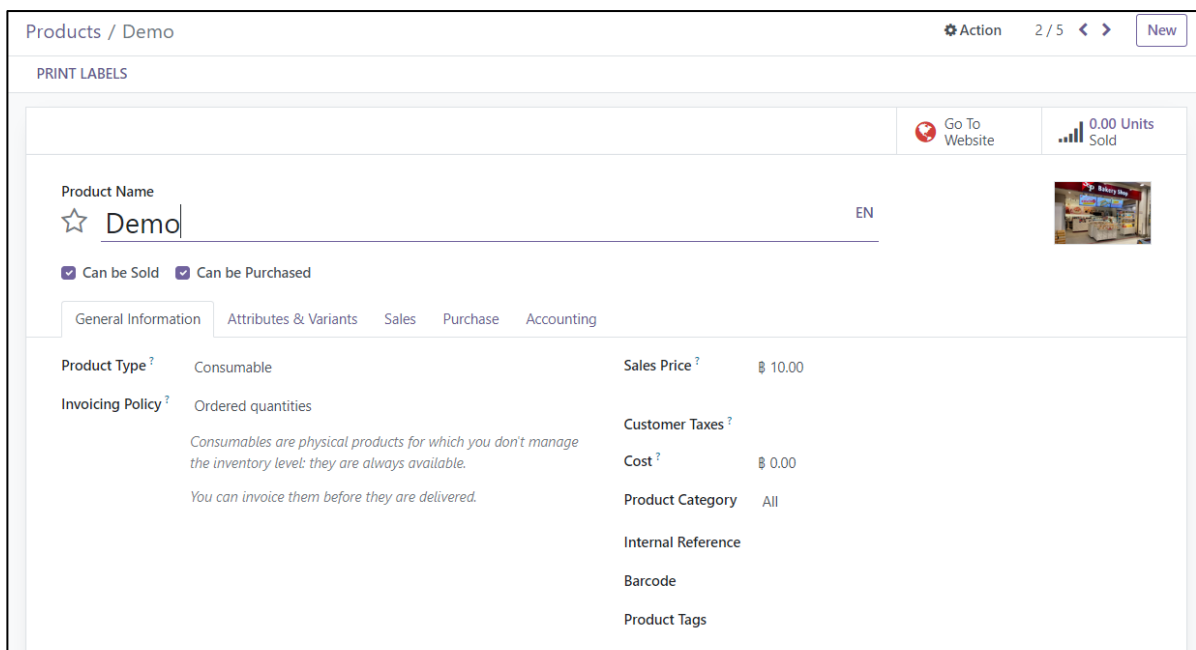 Products / Demo
Action 2 / 5 New
PRINT LABELS
Go To Website
0.00 Units Sold
Product Name
Demo EN
Bakery Shop
Can be Sold Can be Purchased
General Information Attributes & Variants Sales Purchase Accounting
Product Type ? Consumable
Sales Price ? ฿ 10.00
Invoicing Policy ? Ordered quantities
Consumables are physical products for which you don't manage
the inventory level: they are always available.
You can invoice them before they are delivered.
Customer Taxes ?
Cost ? ฿ 0.00
Product Category All
Internal Reference
Barcode
Product Tags